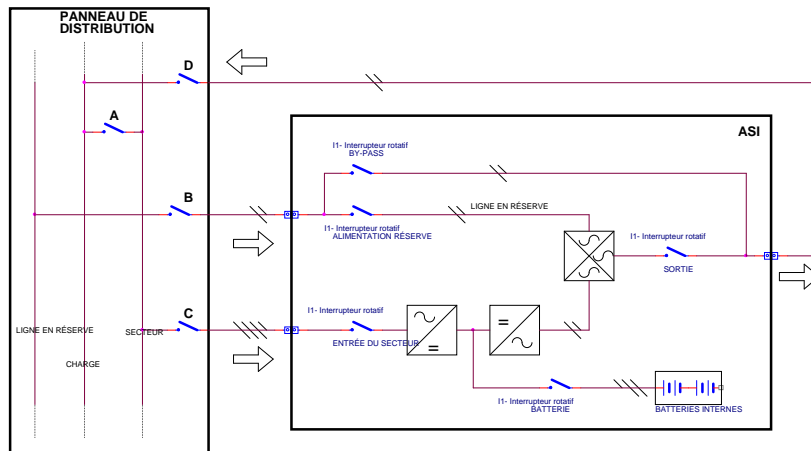 PANNEAU DE
DISTRIBUTION
D
A
ASI
I1- Interrupteur rotatif
BY-PASS
B
LIGNE EN RÉSERVE
I1- Interrupteur rotatif
ALIMENTATION RÉSERVE
I1- Interrupteur rotatif
SORTIE
C
I1- Interrupteur rotatif
LIGNE EN RÉSERVE
SECTEUR
ENTRÉE DU SECTEUR
CHARGE
I1- Interrupteur rotatif
BATTERIE
BATTERIES INTERNES